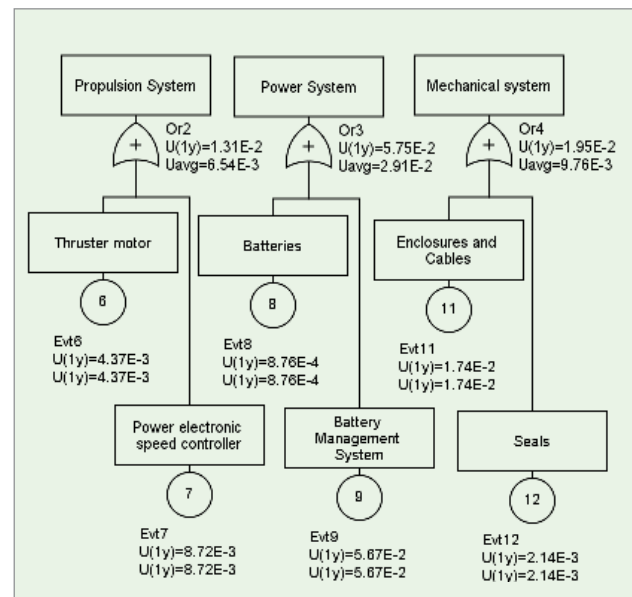 Propulsion System
+
Or2
U(1y)=1.31E-2
Uavg=6.54E-3
Thruster motor
6
Evt6
U(1y)=4.37E-3
U(1y)=4.37E-3
Power electronic
speed controller
7
Evt7
U(1y)=8.72E-3
U(1y)=8.72E-3
Power System
+
Or3
U(1y)=5.75E-2
Uavg=2.91E-2
Batteries
8
Evt8
U(1y)=8.76E-4
U(1y)=8.76E-4
Battery
Management
System
9
Evt9
U(1y)=5.67E-2
U(1y)=5.67E-2
Mechanical system
+
Or4
U(1y)=1.95E-2
Uavg=9.76E-3
Enclosures and
Cables
11
Evt11
U(1y)=1.74E-2
U(1y)=1.74E-2
Seals
12
Evt12
U(1y)=2.14E-3
U(1y)=2.14E-3